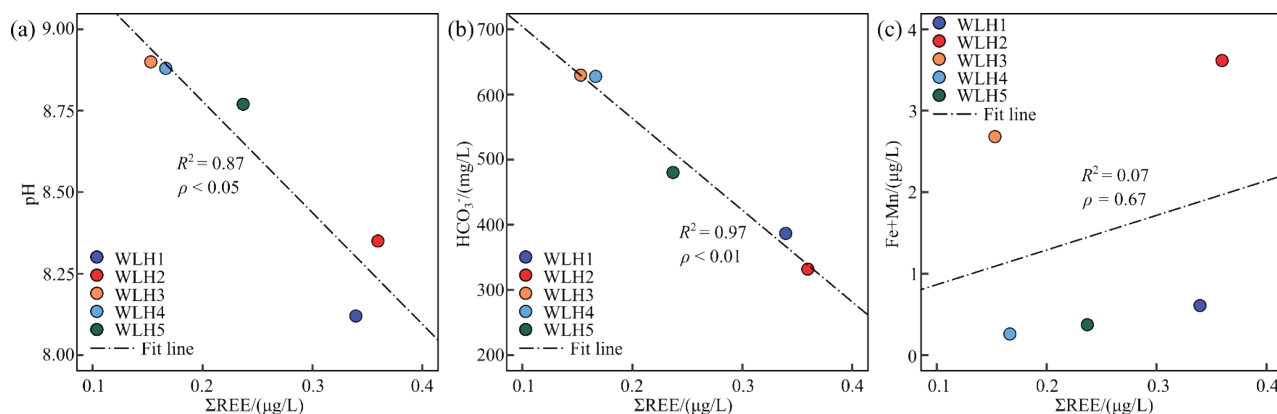 (a)
9.00
8.75
8.50
8.25
8.00
pH
R² = 0.87
ρ < 0.05
WLH1
WLH2
WLH3
WLH4
WLH5
Fit line
0.1 0.2 0.3 0.4
ΣREE/(μg/L)
(b)
700
600
500
400
300
200
HCO₃⁻/(mg/L)
R² = 0.97
ρ < 0.01
WLH1
WLH2
WLH3
WLH4
WLH5
Fit line
0.1 0.2 0.3 0.4
ΣREE/(μg/L)
(c)
WLH1
WLH2
WLH3
WLH4
WLH5
Fit line
4
3
2
1
0
Fe+Mn/(μg/L)
R² = 0.07
ρ = 0.67
0.1 0.2 0.3 0.4
ΣREE/(μg/L)